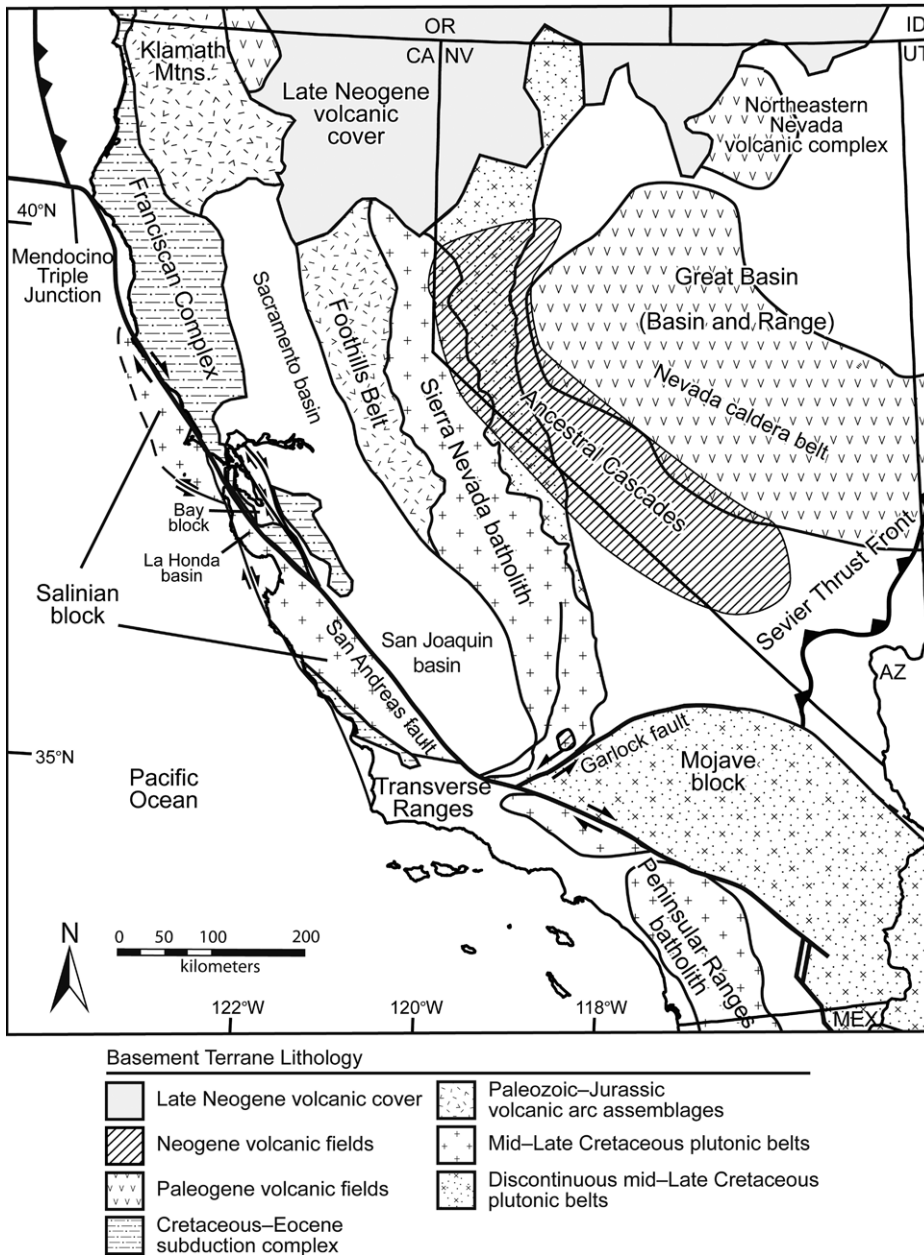 OR
ID
Klamath
Mtns.
CA
NV
UT
Late Neogene
volcanic
cover
Northeastern
Nevada
volcanic complex
40°N
Mendocino
Triple
Junction
Franciscan Complex
Sacramento basin
Foothills Belt
Sierra Nevada batholith
Great Basin
(Basin and Range)
Nevada caldera belt
Ancestral Cascades
Bay
block
La Honda
basin
Salinian
block
San Andreas fault
San Joaquin
basin
Sevier Thrust Front
AZ
35°N
Garlock fault
Mojave
block
Pacific
Ocean
Transverse
Ranges
Peninsular Ranges
batholith
N
0 50 100 200
kilometers
122°W
120°W
118°W
MEX
Basement Terrane Lithology
Late Neogene volcanic cover
Neogene volcanic fields
Paleogene volcanic fields
Cretaceous–Eocene
subduction complex
Paleozoic–Jurassic
volcanic arc assemblages
Mid–Late Cretaceous plutonic belts
Discontinuous mid–Late Cretaceous
plutonic belts